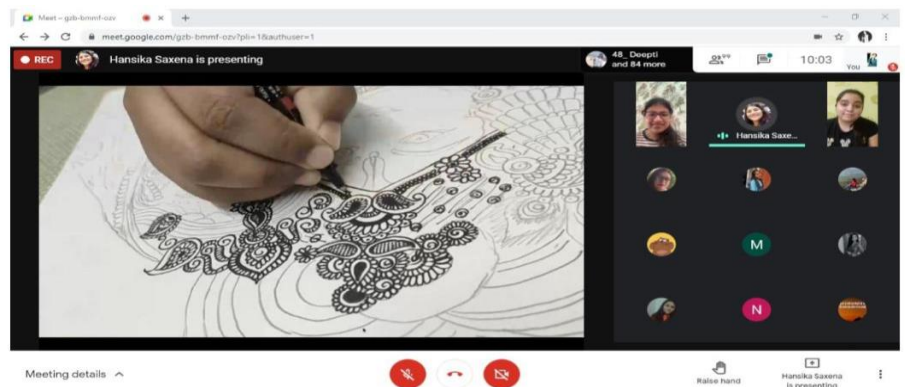 Meet – gzb-bmmf-ozv
meet.google.com/gzb-bmmf-ozv?pli=1&authuser=1
REC
Hansika Saxena is presenting
48_Deepti
and 84 more
10:03
You
Hansika Saxe...
M
N
Meeting details
Raise hand
Hansika Saxena
is presenting